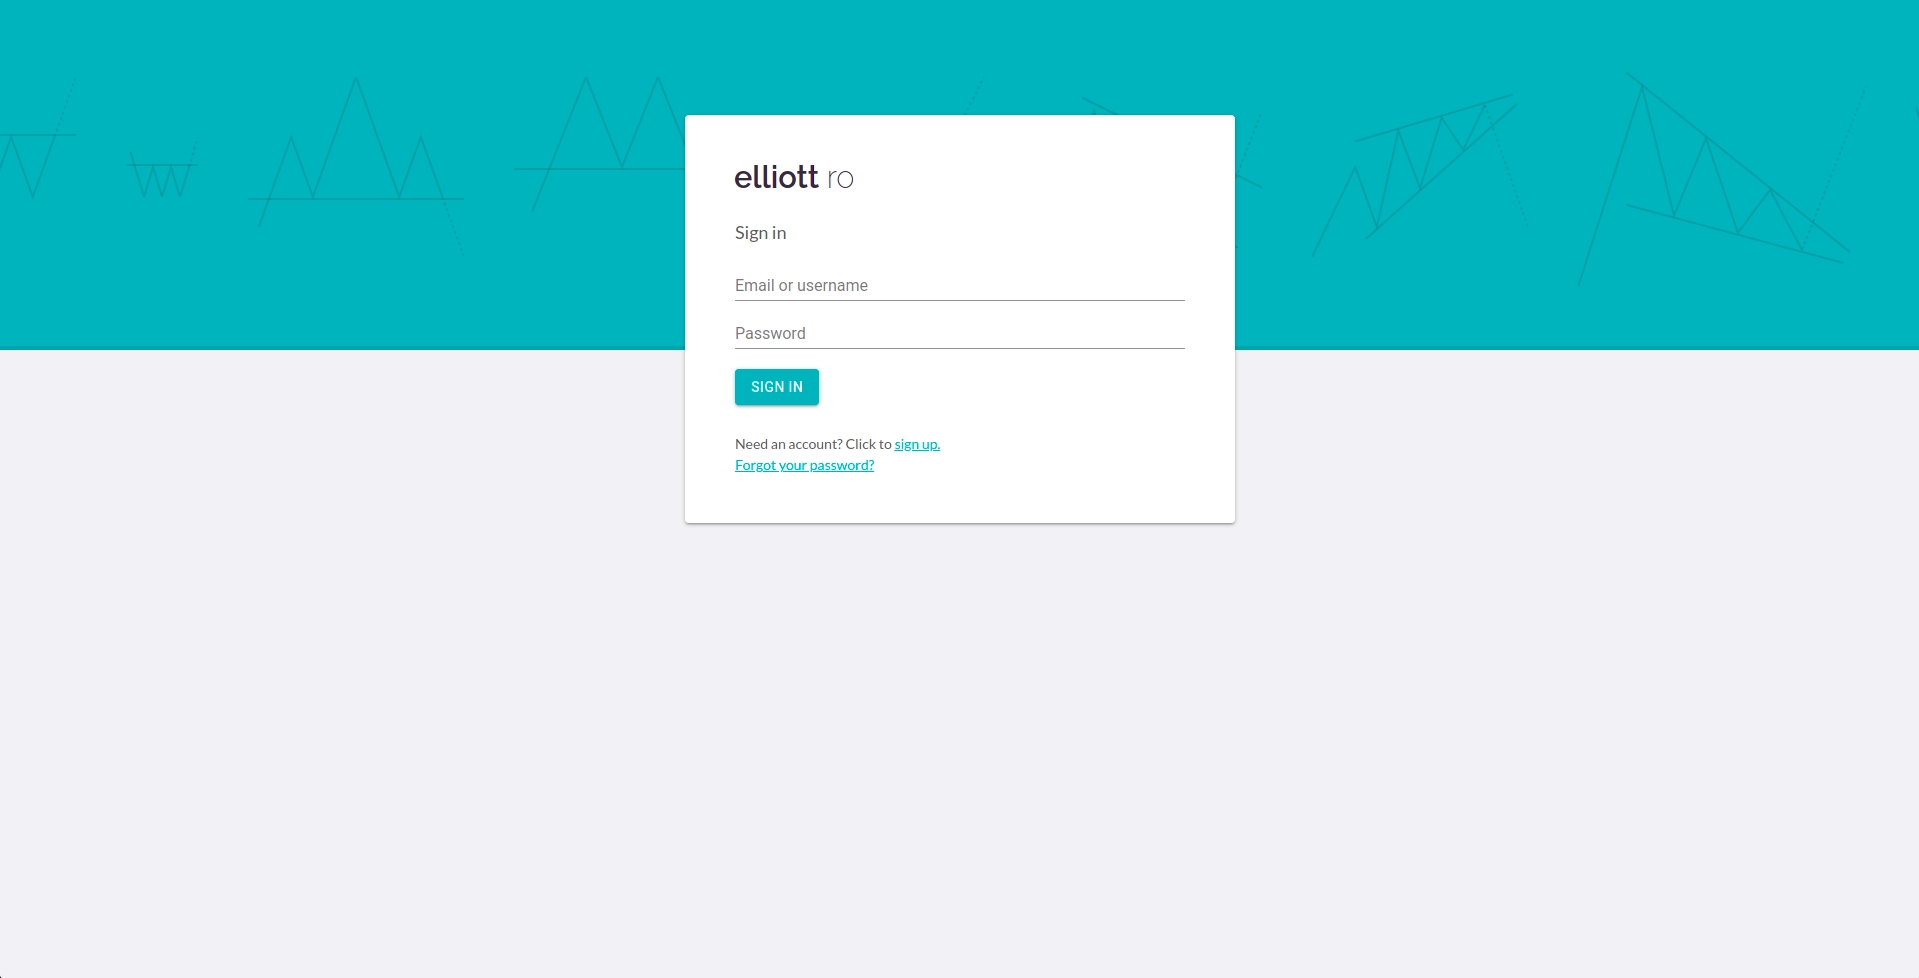 elliott ro
Sign in
Email or username
Password
SIGN IN
Need an account? Click to sign up.
Forgot your password?